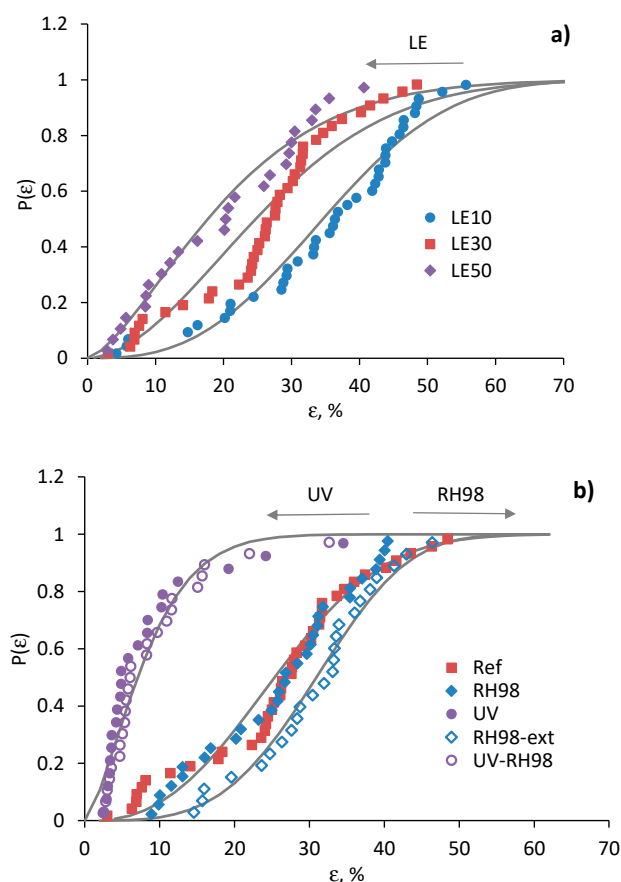 a)
LE
1.2
1
0.8
0.6
0.4
0.2
0
P(ε)
LE10
LE30
LE50
0 10 20 30 40 50 60 70
ε, %
b)
UV RH98
1.2
1
0.8
0.6
0.4
0.2
0
P(ε)
Ref
RH98
UV
RH98-ext
UV-RH98
0 10 20 30 40 50 60 70
ε, %